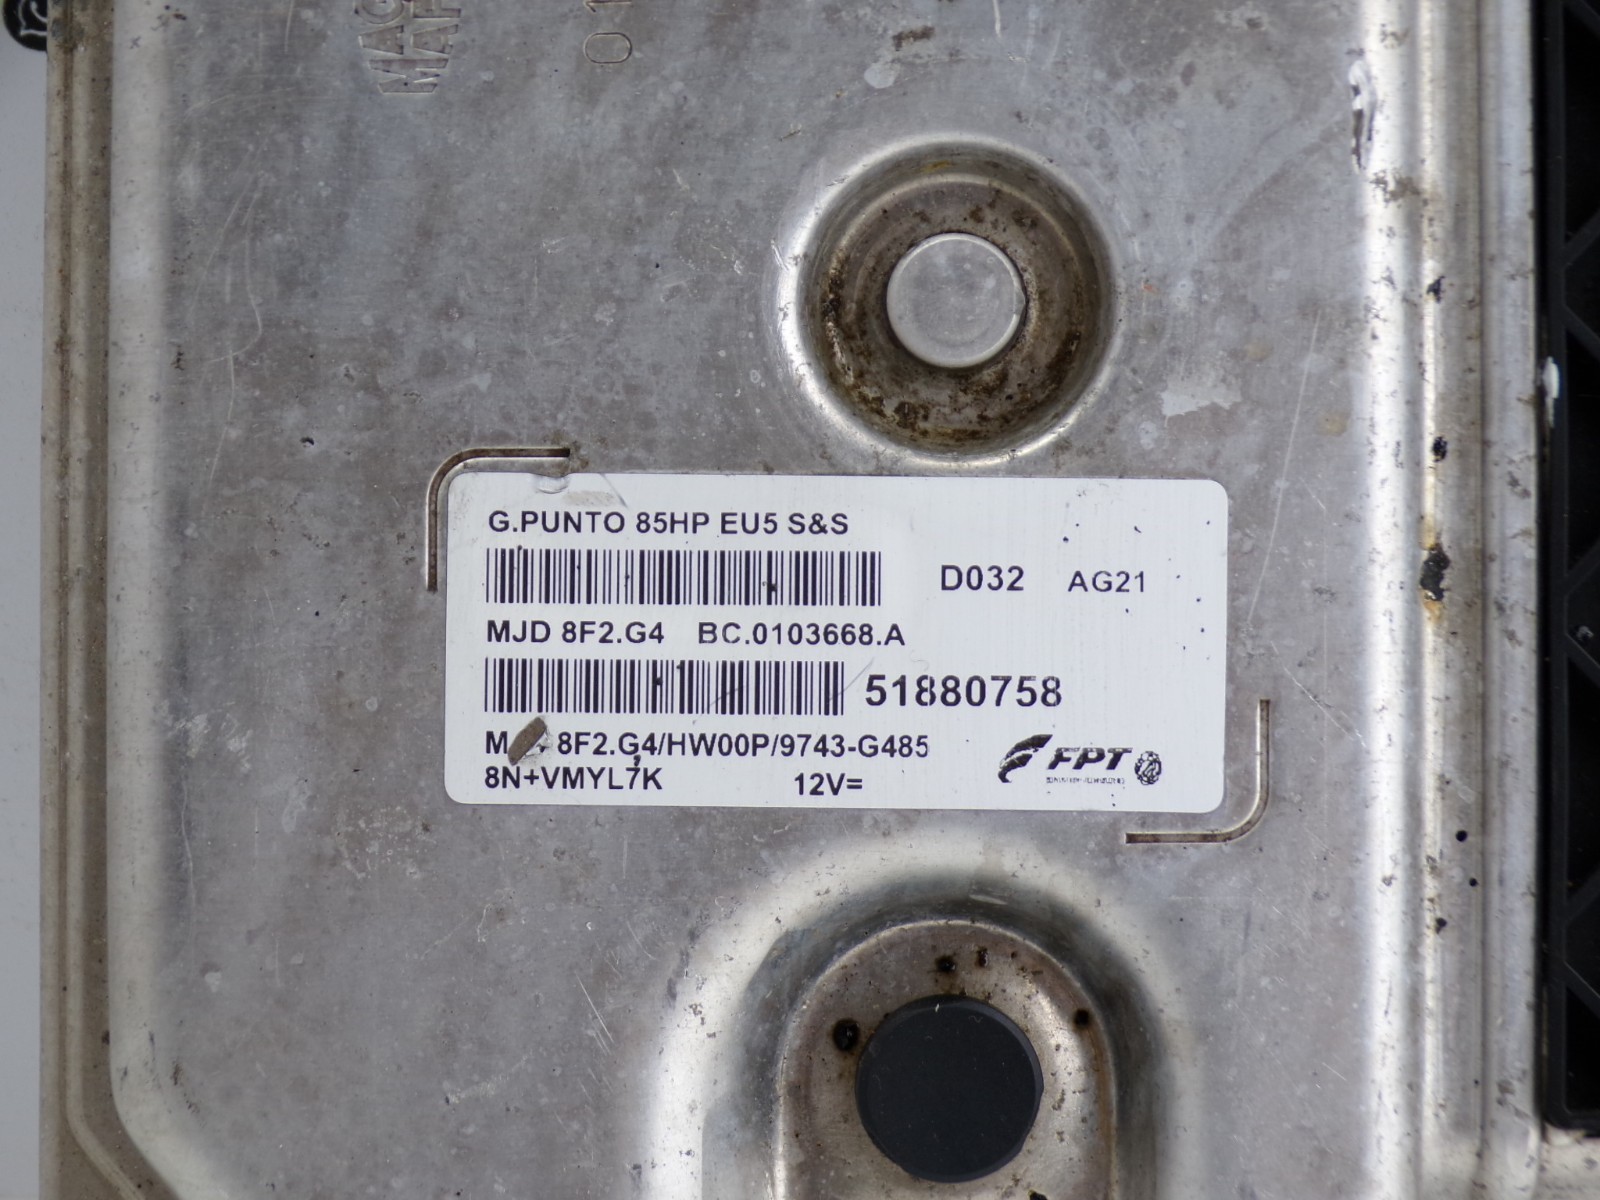 G.PUNTO 85HP EU5 S&S
D032 AG21
MJD 8F2.G4 BC.0103668.A
51880758
8F2.G4/HW00P/9743-G485
8N+VMYL7K 12V=
FPT